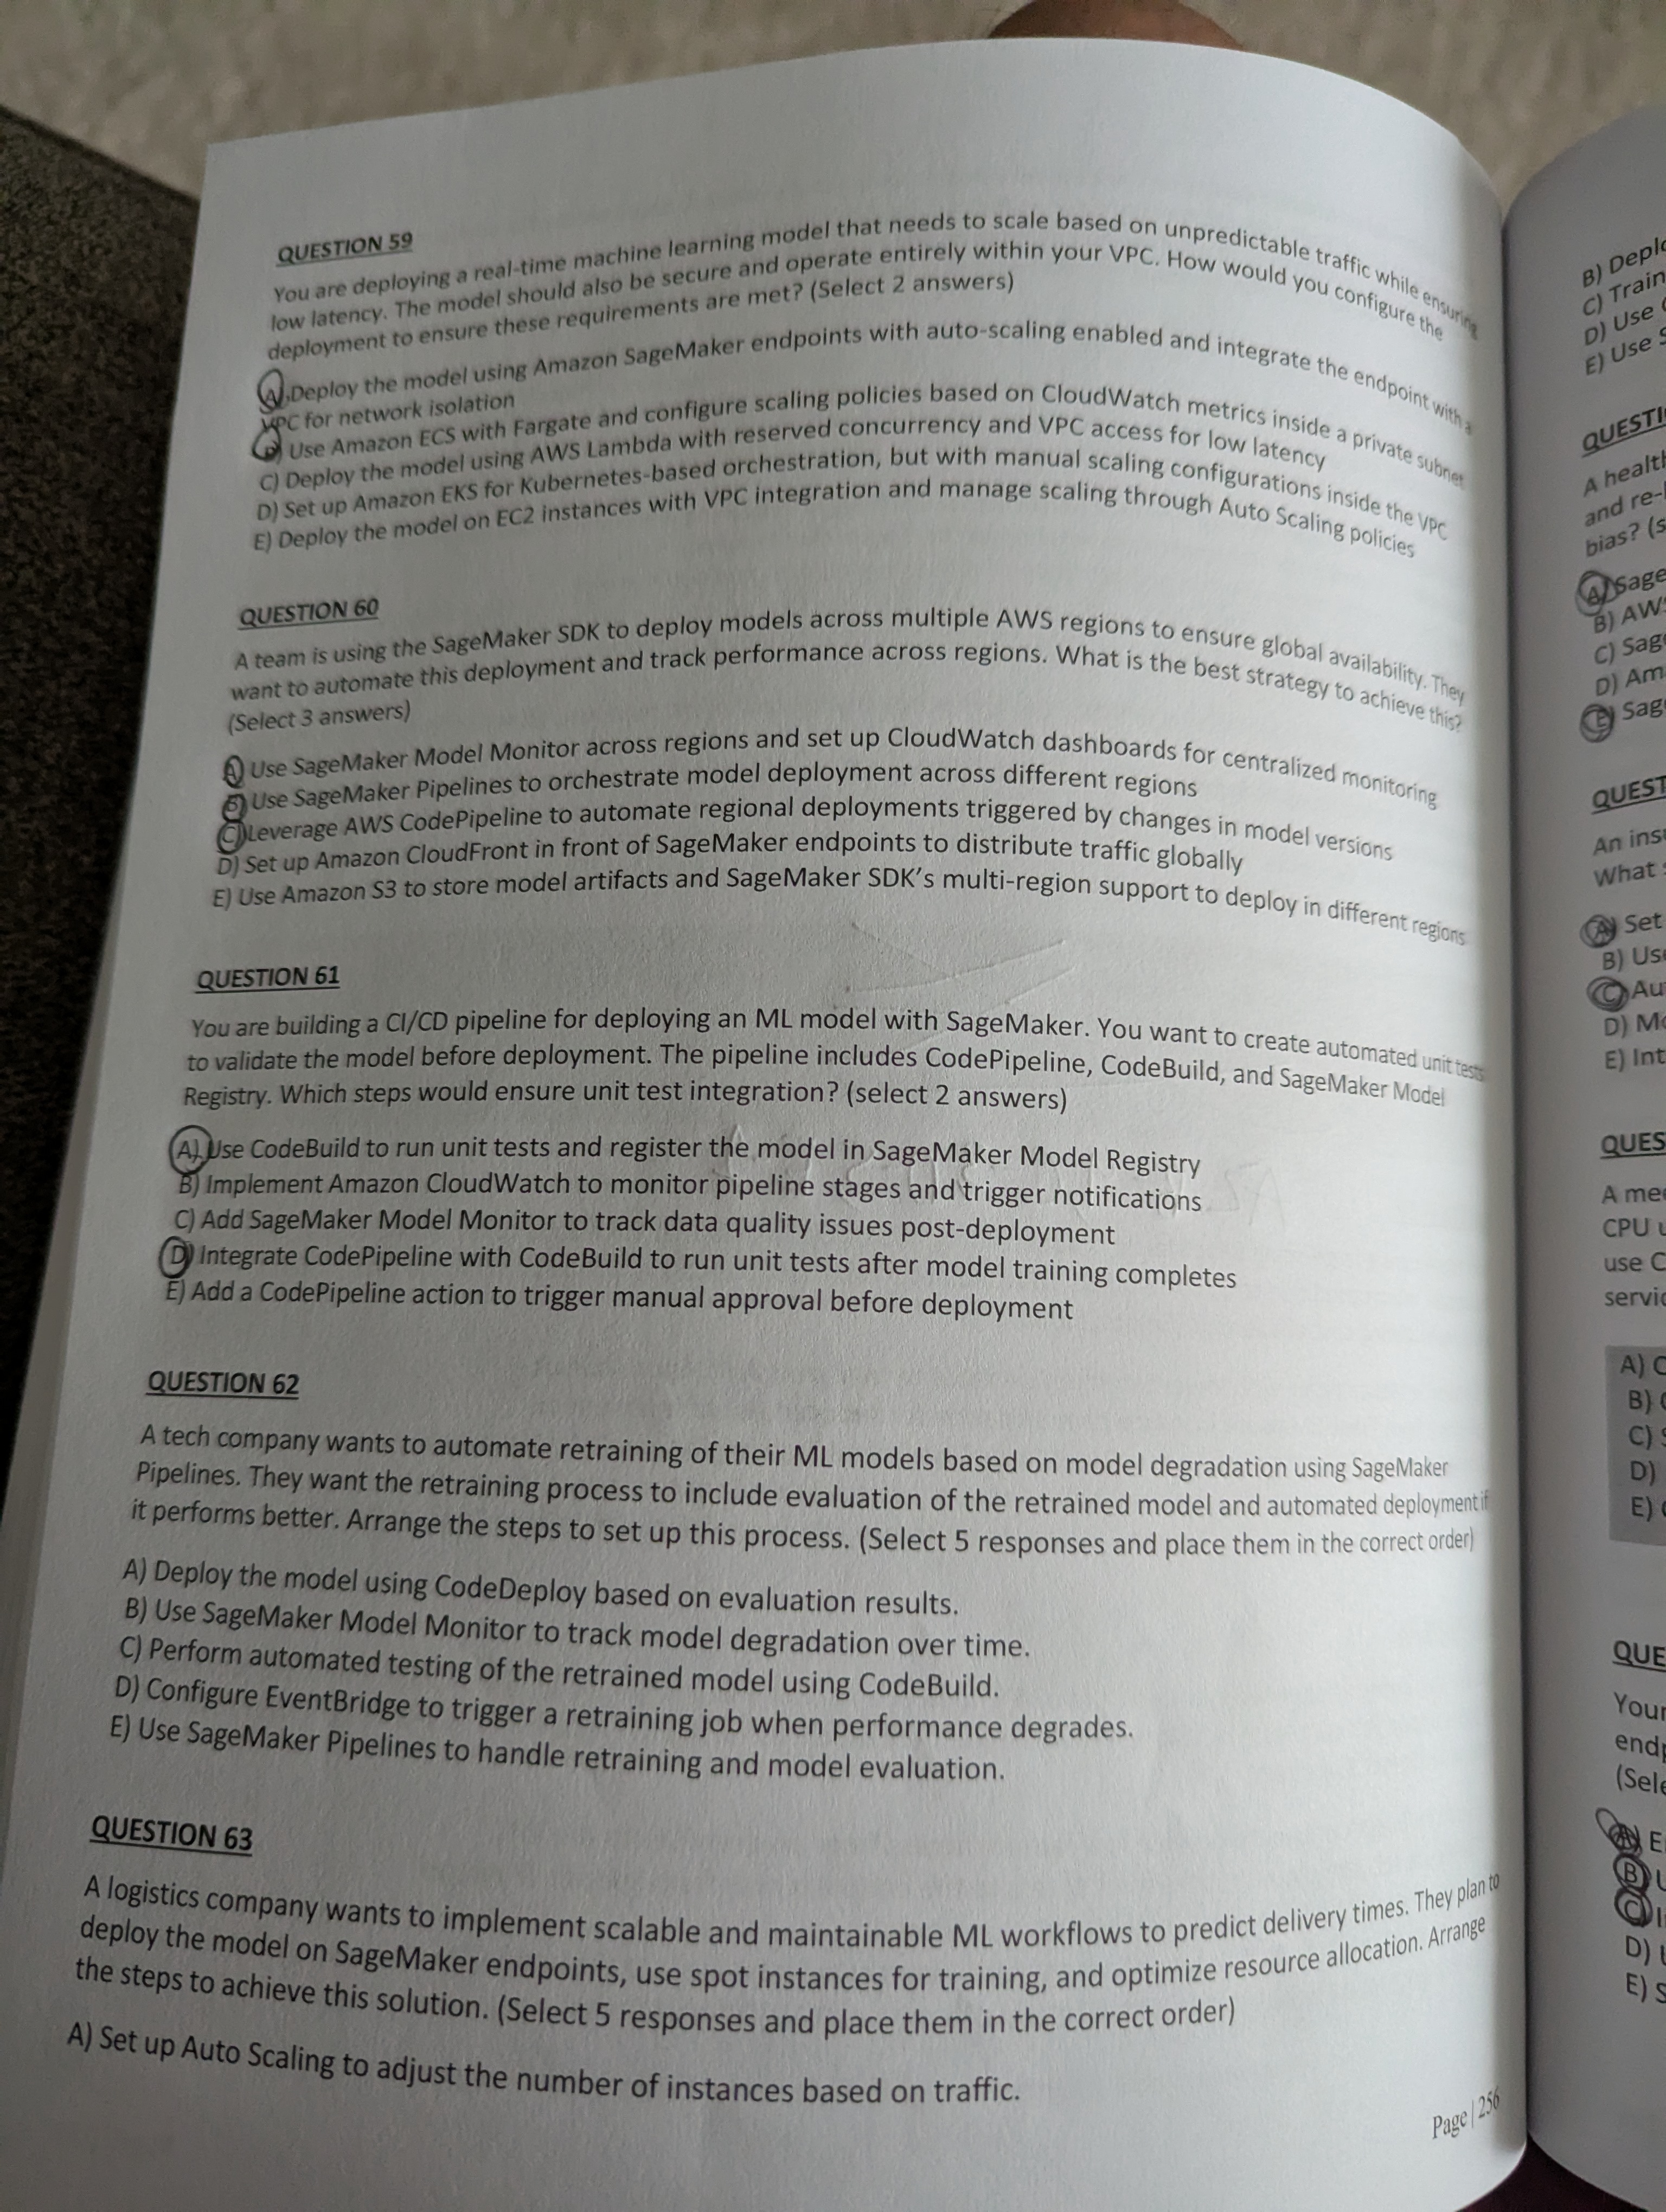 QUESTION 59
You are deploying a real-time machine learning model that needs to scale based on unpredictable traffic while ensuring
low latency. The model should also be secure and operate entirely within your VPC. How would you configure the
deployment to ensure these requirements are met? (Select 2 answers)
A) Deploy the model using Amazon SageMaker endpoints with auto-scaling enabled and integrate the endpoint with a
VPC for network isolation
B) Use Amazon ECS with Fargate and configure scaling policies based on CloudWatch metrics inside a private subnet
C) Deploy the model using AWS Lambda with reserved concurrency and VPC access for low latency
D) Set up Amazon EKS for Kubernetes-based orchestration, but with manual scaling configurations inside the VPC
E) Deploy the model on EC2 instances with VPC integration and manage scaling through Auto Scaling policies
QUESTION 60
A team is using the SageMaker SDK to deploy models across multiple AWS regions to ensure global availability. They
want to automate this deployment and track performance across regions. What is the best strategy to achieve this?
(Select 3 answers)
A) Use SageMaker Model Monitor across regions and set up CloudWatch dashboards for centralized monitoring
B) Use SageMaker Pipelines to orchestrate model deployment across different regions
C) Leverage AWS CodePipeline to automate regional deployments triggered by changes in model versions
D) Set up Amazon CloudFront in front of SageMaker endpoints to distribute traffic globally
E) Use Amazon S3 to store model artifacts and SageMaker SDK's multi-region support to deploy in different regions
QUESTION 61
You are building a CI/CD pipeline for deploying an ML model with SageMaker. You want to create automated unit tests
to validate the model before deployment. The pipeline includes CodePipeline, CodeBuild, and SageMaker Model
Registry. Which steps would ensure unit test integration? (select 2 answers)
A) Use CodeBuild to run unit tests and register the model in SageMaker Model Registry
B) Implement Amazon CloudWatch to monitor pipeline stages and trigger notifications
C) Add SageMaker Model Monitor to track data quality issues post-deployment
D) Integrate CodePipeline with CodeBuild to run unit tests after model training completes
E) Add a CodePipeline action to trigger manual approval before deployment
QUESTION 62
A tech company wants to automate retraining of their ML models based on model degradation using SageMaker
Pipelines. They want the retraining process to include evaluation of the retrained model and automated deployment if
it performs better. Arrange the steps to set up this process. (Select 5 responses and place them in the correct order)
A) Deploy the model using CodeDeploy based on evaluation results.
B) Use SageMaker Model Monitor to track model degradation over time.
C) Perform automated testing of the retrained model using CodeBuild.
D) Configure EventBridge to trigger a retraining job when performance degrades.
E) Use SageMaker Pipelines to handle retraining and model evaluation.
QUESTION 63
A logistics company wants to implement scalable and maintainable ML workflows to predict delivery times. They plan to
deploy the model on SageMaker endpoints, use spot instances for training, and optimize resource allocation. Arrange
the steps to achieve this solution. (Select 5 responses and place them in the correct order)
A) Set up Auto Scaling to adjust the number of instances based on traffic.
Page | 256
B) Deplo
C) Train
D) Use
E) Use S
QUESTI
A healt
and re-
bias? (s
A) Sage
B) AWS
C) Sag
D) Am
E) Sag
QUEST
An ins
What
A) Set
B) Us
C) Au
D) Mo
E) Int
QUES
A me
CPU u
use C
servic
A) C
B)
C) S
D)
E)
QUE
Your
endp
(Sele
A) E
B) U
C) I
D) U
E) S